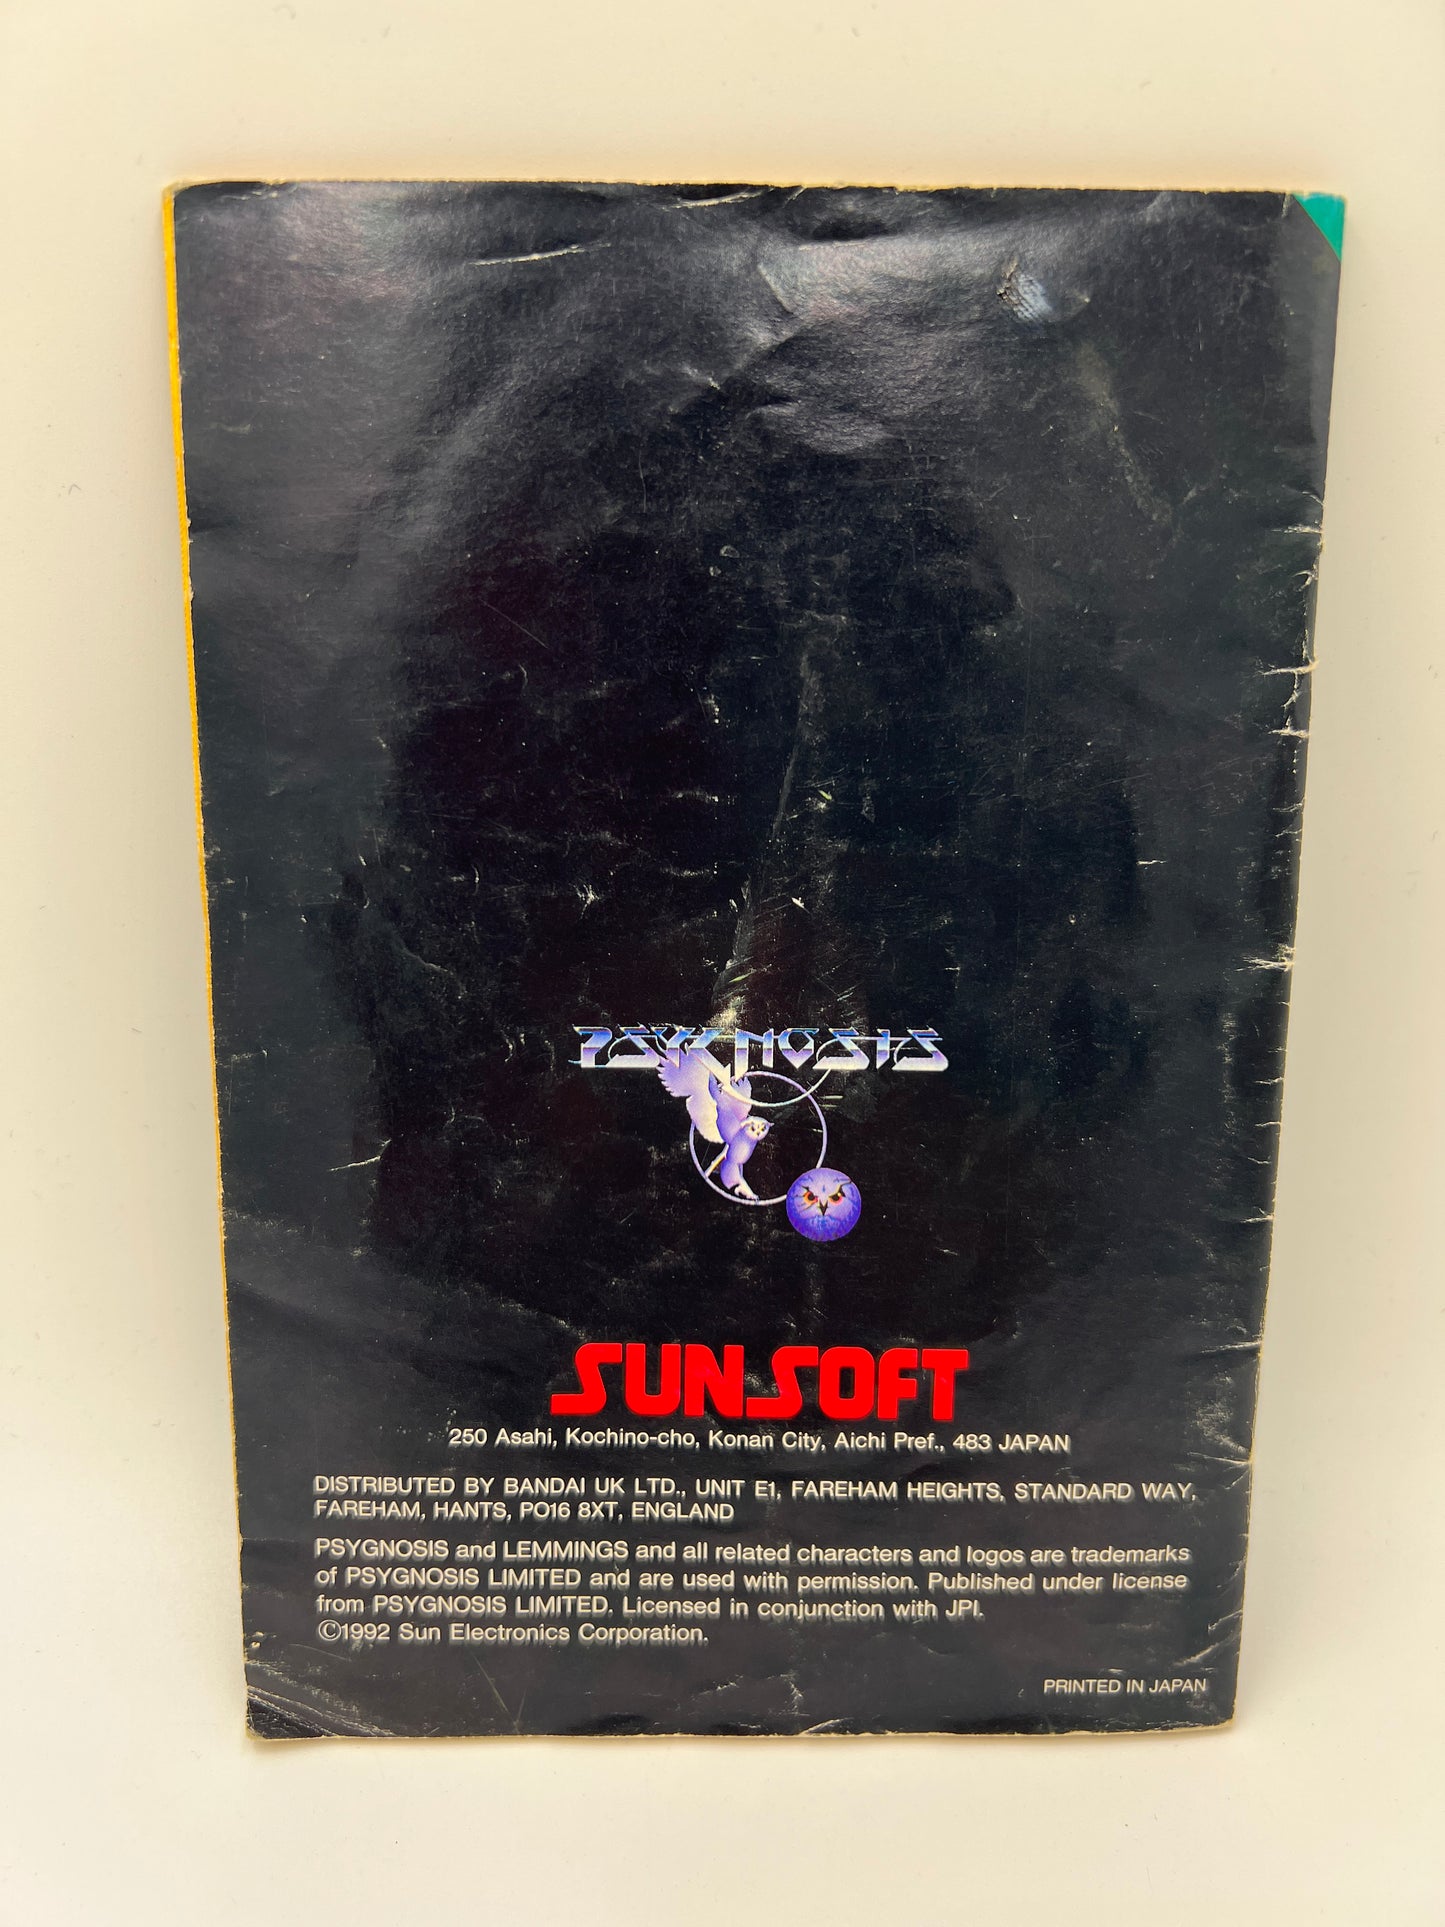 PSYGNOSIS
SUNSOFT
250 Asahi, Kochino-cho, Konan City, Aichi Pref., 483 JAPAN
DISTRIBUTED BY BANDAI UK LTD., UNIT E1, FAREHAM HEIGHTS, STANDARD WAY,
FAREHAM, HANTS, PO16 8XT, ENGLAND
PSYGNOSIS and LEMMINGS and all related characters and logos are trademarks
of PSYGNOSIS LIMITED and are used with permission. Published under license
from PSYGNOSIS LIMITED. Licensed in conjunction with JPI.
©1992 Sun Electronics Corporation.
PRINTED IN JAPAN